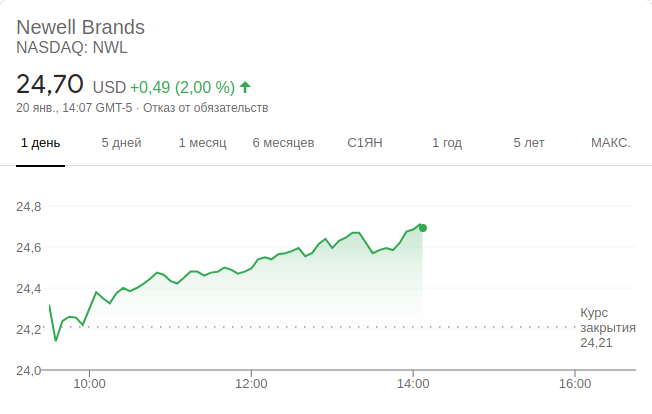 Newell Brands
NASDAQ: NWL
24,70 USD +0,49 (2,00 %)
20 янв., 14:07 GMT-5 · Отказ от обязательств
1 день 5 дней 1 месяц 6 месяцев С1ЯН 1 год 5 лет МАКС.
24,8
24,6
24,4
24,2
24,0
Курс
закрытия
24,21
10:00 12:00 14:00 16:00